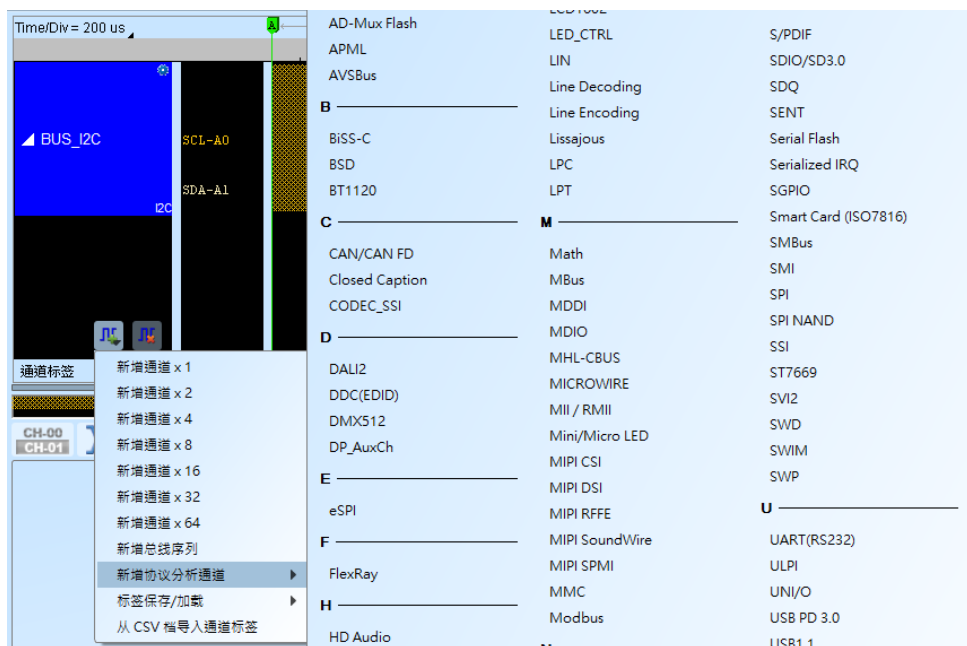 Time/Div = 200 us
A
BUS_I2C
I2C
SCL-A0
SDA-A1
通道标签
CH-00
CH-01
新增通道 x 1
新增通道 x 2
新增通道 x 4
新增通道 x 8
新增通道 x 16
新增通道 x 32
新增通道 x 64
新增总线序列
新增协议分析通道
标签保存/加载
从 CSV 档导入通道标签
AD-Mux Flash
APML
AVSBus
B
BiSS-C
BSD
BT1120
C
CAN/CAN FD
Closed Caption
CODEC_SSI
D
DALI2
DDC(EDID)
DMX512
DP_AuxCh
E
eSPI
F
FlexRay
H
HD Audio
LCD1602
LED_CTRL
LIN
Line Decoding
Line Encoding
Lissajous
LPC
LPT
M
Math
MBus
MDDI
MDIO
MHL-CBUS
MICROWIRE
MII / RMII
Mini/Micro LED
MIPI CSI
MIPI DSI
MIPI RFFE
MIPI SoundWire
MIPI SPMI
MMC
Modbus
S/PDIF
SDIO/SD3.0
SDQ
SENT
Serial Flash
Serialized IRQ
SGPIO
Smart Card (ISO7816)
SMBus
SMI
SPI
SPI NAND
SSI
ST7669
SVI2
SWD
SWIM
SWP
U
UART(RS232)
ULPI
UNI/O
USB PD 3.0
USB1.1